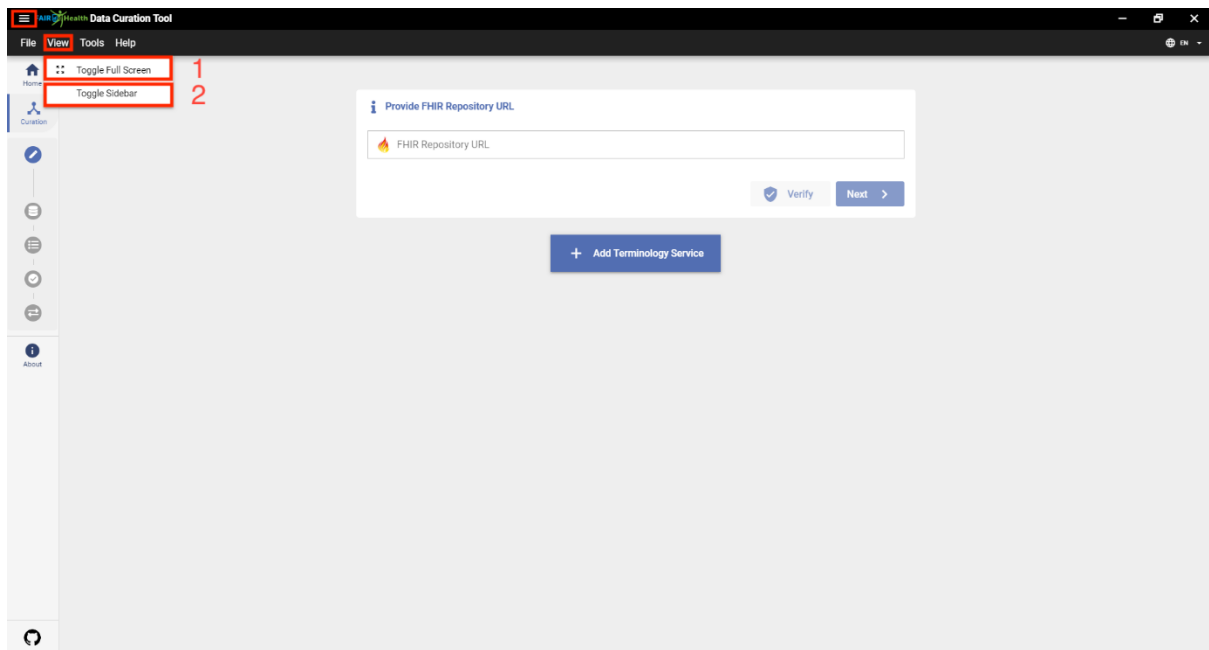 AIR Health Data Curation Tool
File View Tools Help
EN
Home
Toggle Full Screen
1
Toggle Sidebar
2
Curation
Provide FHIR Repository URL
FHIR Repository URL
Verify
Next
+ Add Terminology Service
About